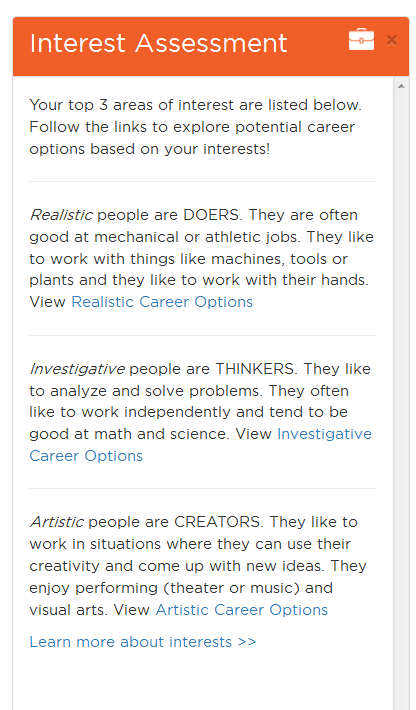 Interest Assessment
Your top 3 areas of interest are listed below.
Follow the links to explore potential career
options based on your interests!
Realistic people are DOERS. They are often
good at mechanical or athletic jobs. They like
to work with things like machines, tools or
plants and they like to work with their hands.
View Realistic Career Options
Investigative people are THINKERS. They like
to analyze and solve problems. They often
like to work independently and tend to be
good at math and science. View Investigative
Career Options
Artistic people are CREATORS. They like to
work in situations where they can use their
creativity and come up with new ideas. They
enjoy performing (theater or music) and
visual arts. View Artistic Career Options
Learn more about interests >>